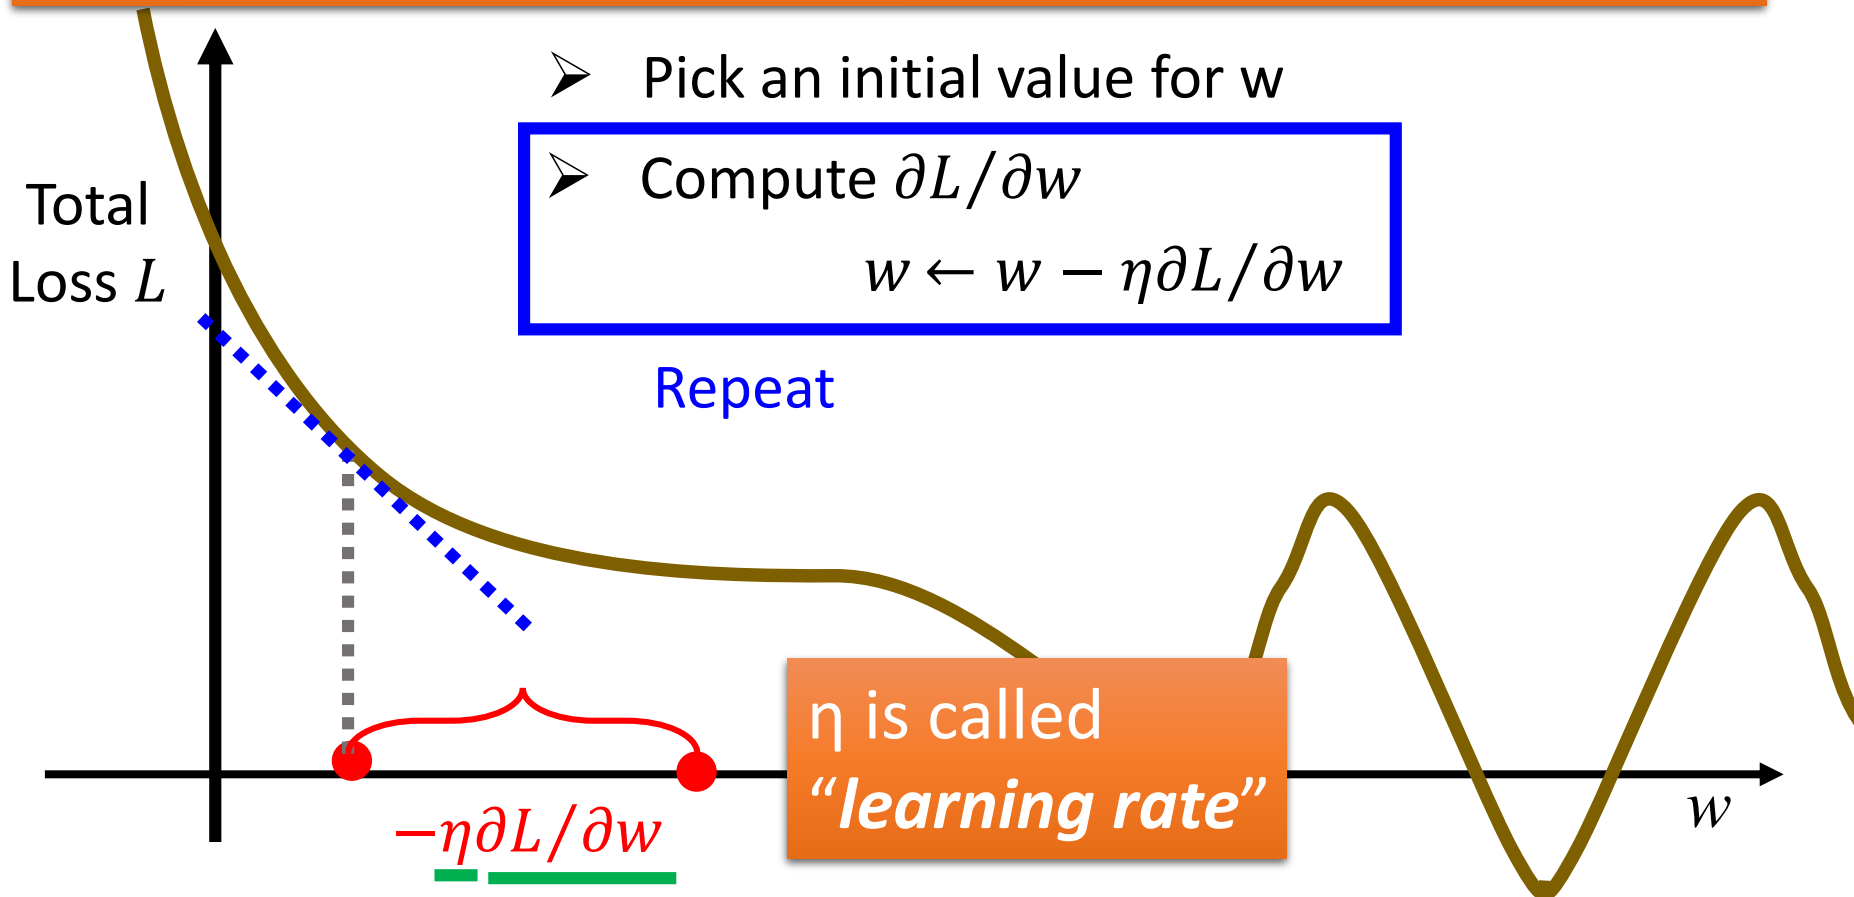 ➢ Pick an initial value for w
➢ Compute ∂L/∂w
w ← w − η∂L/∂w
Repeat
Total
Loss L
−η∂L/∂w
η is called
“learning rate”
w